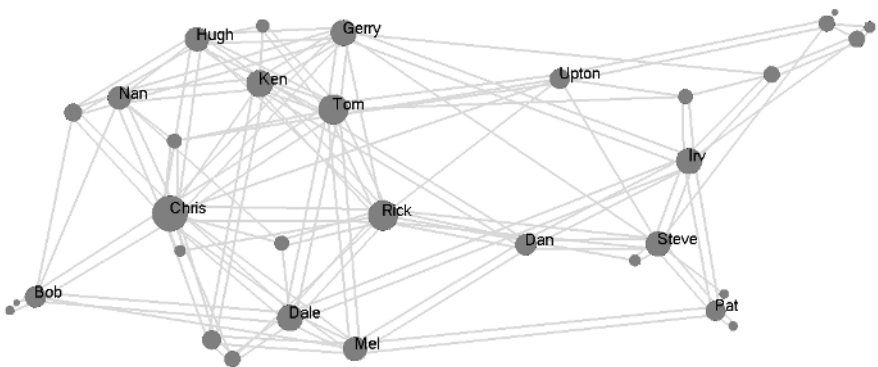 Hugh
Gerry
Ken
Upton
Nan
Tom
Irv
Chris
Rick
Dan
Steve
Bob
Dale
Pat
Mel